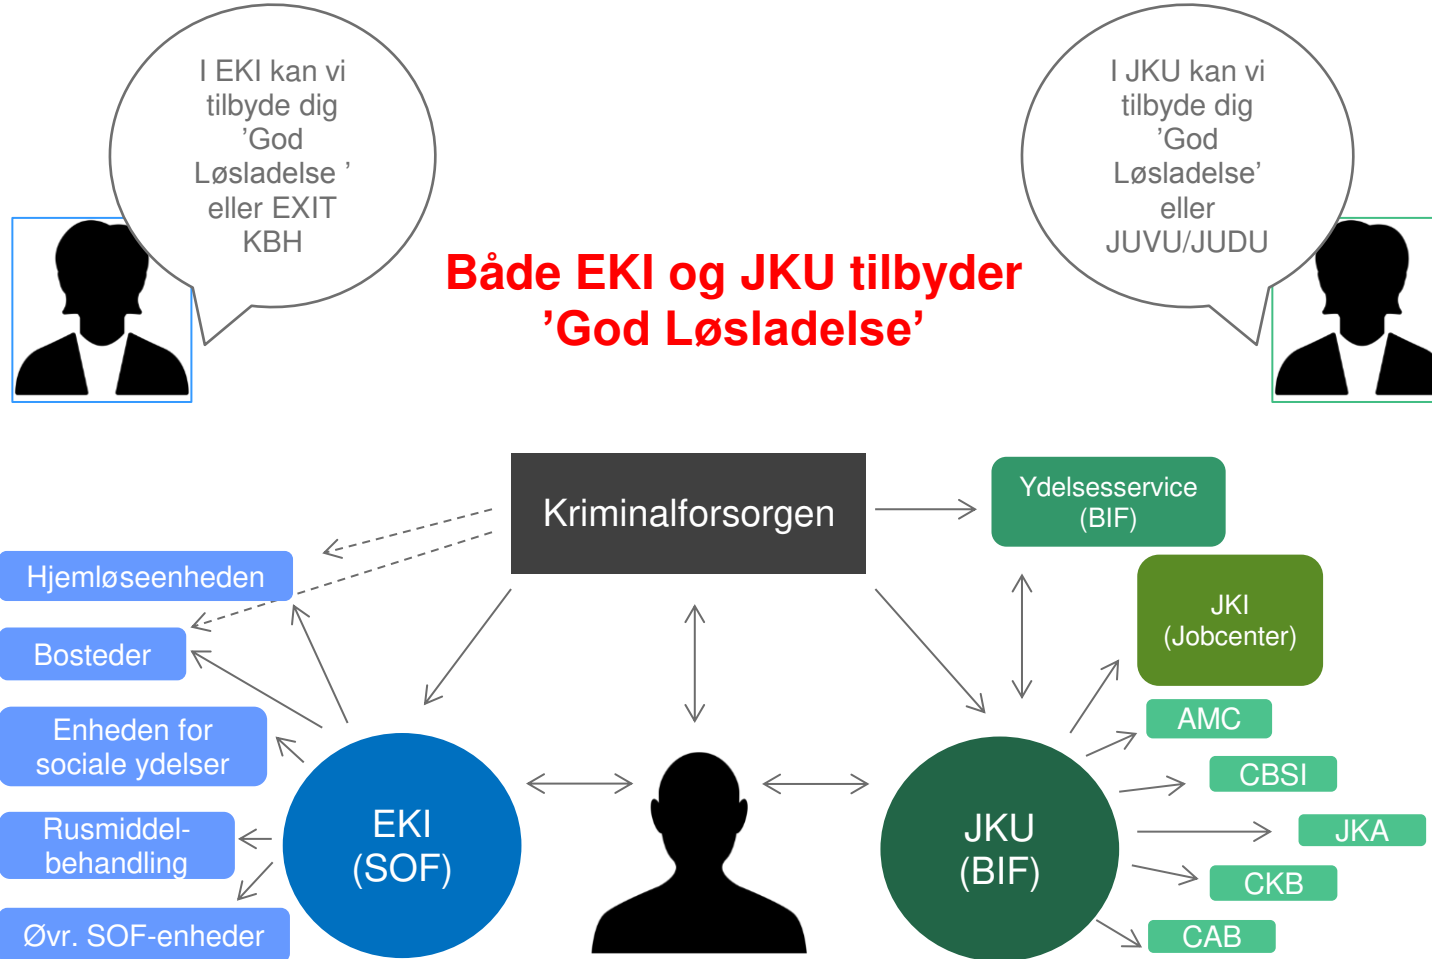 I EKI kan vi
tilbyde dig
’God
Løsladelse ’
eller EXIT
KBH
I JKU kan vi
tilbyde dig
’God
Løsladelse’
eller
JUVU/JUDU
Både EKI og JKU tilbyder
’God Løsladelse’
Kriminalforsorgen
Ydelsesservice
(BIF)
Hjemløseenheden
Bosteder
Enheden for
sociale ydelser
Rusmiddel-
behandling
Øvr. SOF-enheder
EKI
(SOF)
JKU
(BIF)
JKI
(Jobcenter)
AMC
CBSI
JKA
CKB
CAB